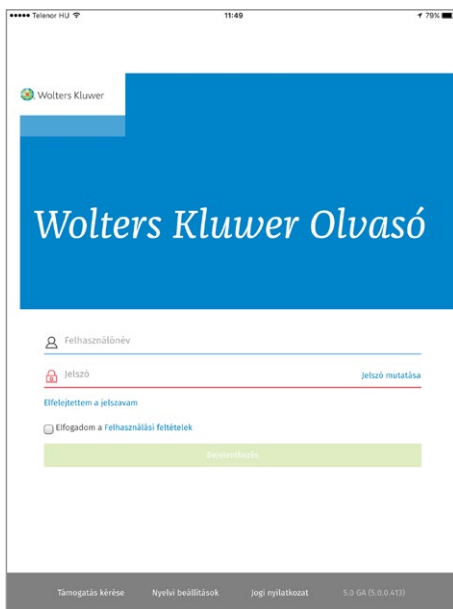 Telenor HU 11:49 79%
Wolters Kluwer
Wolters Kluwer Olvasó
Felhasználónév
Jelszó Jelszó mutatása
Elfelejtettem a jelszavam
Elfogadom a Felhasználási feltételek
Bejelentkezés
Támogatás kérése Nyelvi beállítások Jogi nyilatkozat 5.0 GA (5.0.0.413)